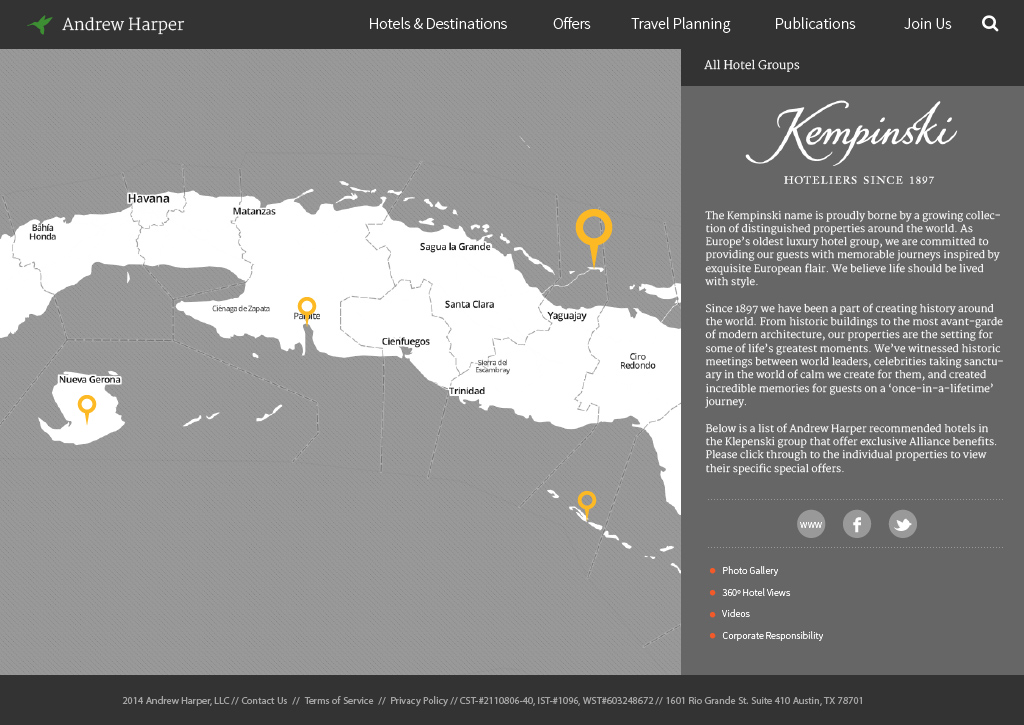 Andrew Harper
Hotels & Destinations Offers Travel Planning Publications Join Us
All Hotel Groups
Kempinski
HOTELIERS SINCE 1897
The Kempinski name is proudly borne by a growing collec-
tion of distinguished properties around the world. As
Europe's oldest luxury hotel group, we are committed to
providing our guests with memorable journeys inspired by
exquisite European flair. We believe life should be lived
with style.
Since 1897 we have been a part of creating history around
the world. From historic buildings to the most avant-garde
of modern architecture, our properties are the setting for
some of life's greatest moments. We've witnessed historic
meetings between world leaders, celebrities taking sanctu-
ary in the world of calm we create for them, and created
incredible memories for guests on a 'once-in-a-lifetime'
journey.
Below is a list of Andrew Harper recommended hotels in
the Klepenski group that offer exclusive Alliance benefits.
Please click through to the individual properties to view
their specific special offers.
www
Photo Gallery
360º Hotel Views
Videos
Corporate Responsibility
Havana
Matanzas
Bahía
Honda
Sagua la Grande
Ciénaga de Zapata
Santa Clara
Yaguajay
Cienfuegos
Sierra del
Escambray
Ciro
Redondo
Nueva Gerona
Trinidad
2014 Andrew Harper, LLC // Contact Us // Terms of Service // Privacy Policy // CST-#2110806-40, IST-#1096, WST#603248672 // 1601 Rio Grande St. Suite 410 Austin, TX 78701